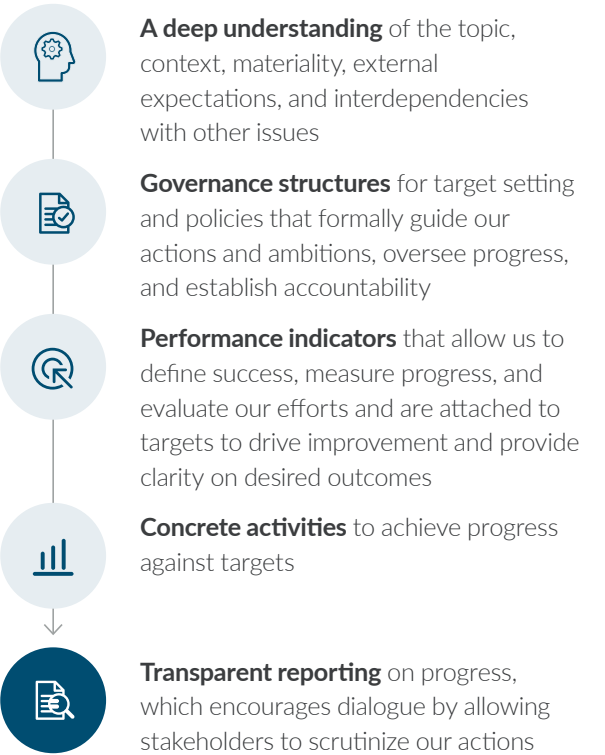 A deep understanding of the topic,
context, materiality, external
expectations, and interdependencies
with other issues
Governance structures for target setting
and policies that formally guide our
actions and ambitions, oversee progress,
and establish accountability
Performance indicators that allow us to
define success, measure progress, and
evaluate our efforts and are attached to
targets to drive improvement and provide
clarity on desired outcomes
Concrete activities to achieve progress
against targets
Transparent reporting on progress,
which encourages dialogue by allowing
stakeholders to scrutinize our actions